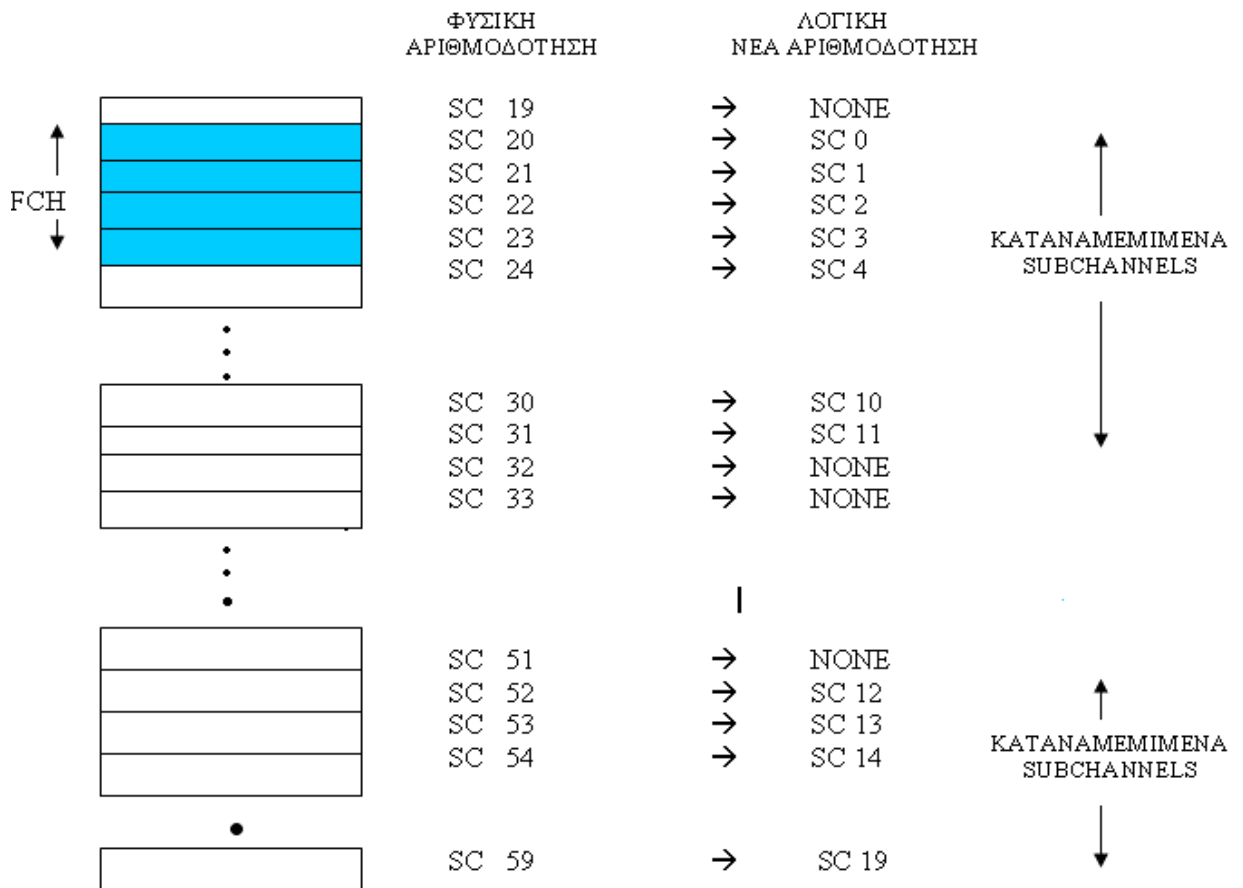 ΦΥΣΙΚΗ
ΑΡΙΘΜΟΔΟΤΗΣΗ
ΛΟΓΙΚΗ
ΝΕΑ ΑΡΙΘΜΟΔΟΤΗΣΗ
SC 19 → NONE
SC 20 → SC 0
SC 21 → SC 1
SC 22 → SC 2
SC 23 → SC 3
SC 24 → SC 4
FCH
ΚΑΤΑΝΑΜΕΜΙΜΕΝΑ
SUBCHANNELS
SC 30 → SC 10
SC 31 → SC 11
SC 32 → NONE
SC 33 → NONE
SC 51 → NONE
SC 52 → SC 12
SC 53 → SC 13
SC 54 → SC 14
ΚΑΤΑΝΑΜΕΜΙΜΕΝΑ
SUBCHANNELS
SC 59 → SC 19